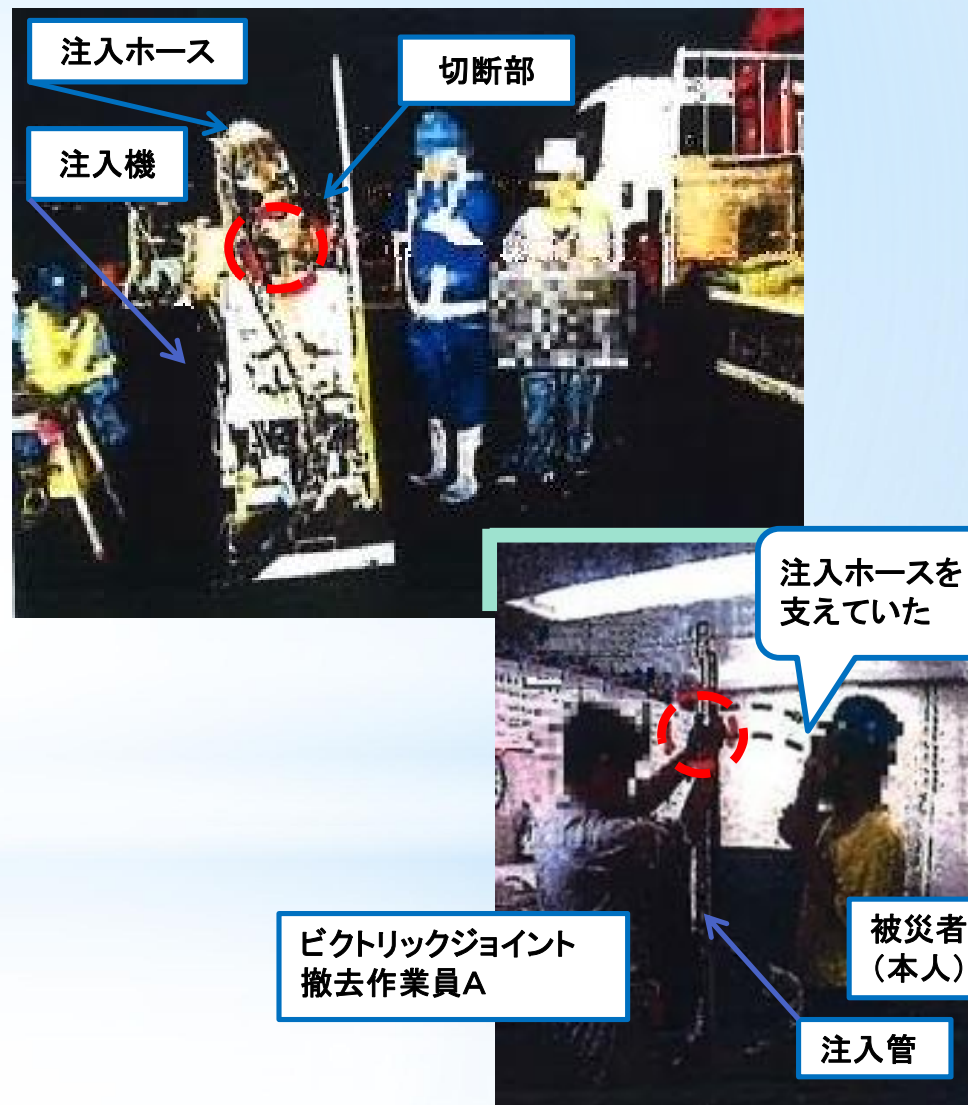 注入ホース
切断部
注入機
注入ホースを
支えていた
ビクトリックジョイント
撤去作業員A
被災者
（本人）
注入管